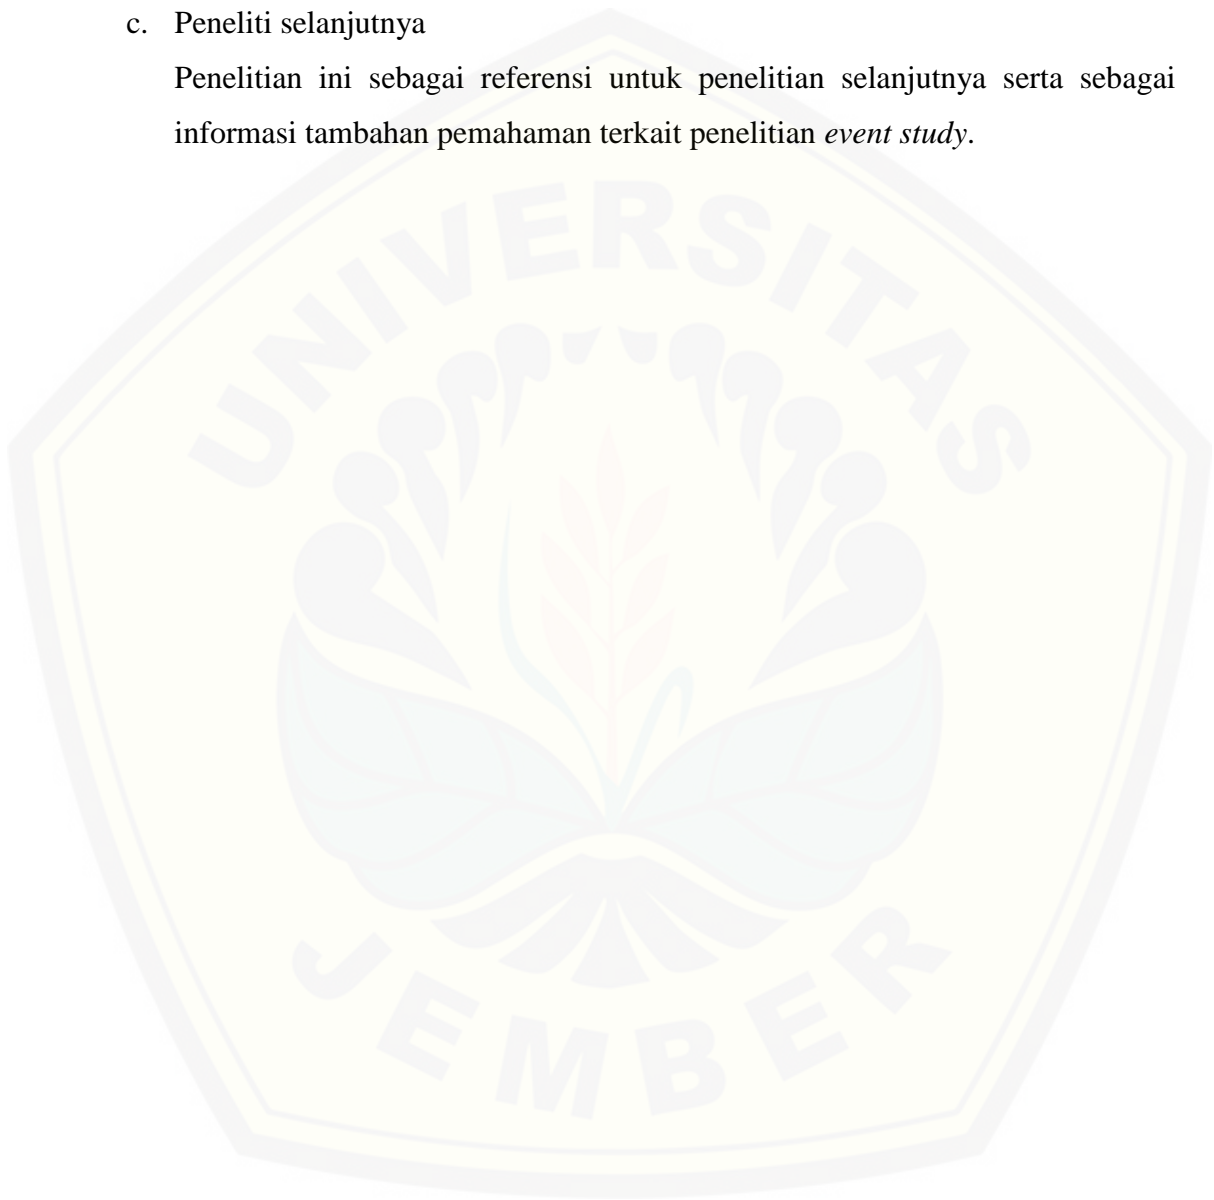 c. Peneliti selanjutnya
Penelitian ini sebagai referensi untuk penelitian selanjutnya serta sebagai
informasi tambahan pemahaman terkait penelitian event study.
UNIVERSITAS
JEMBER